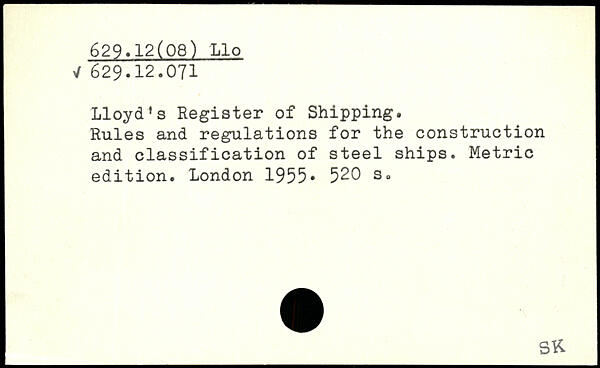 629.12(08) Llo
√ 629.12.071
Lloyd's Register of Shipping.
Rules and regulations for the construction
and classification of steel ships. Metric
edition. London 1955. 520 s.
SK